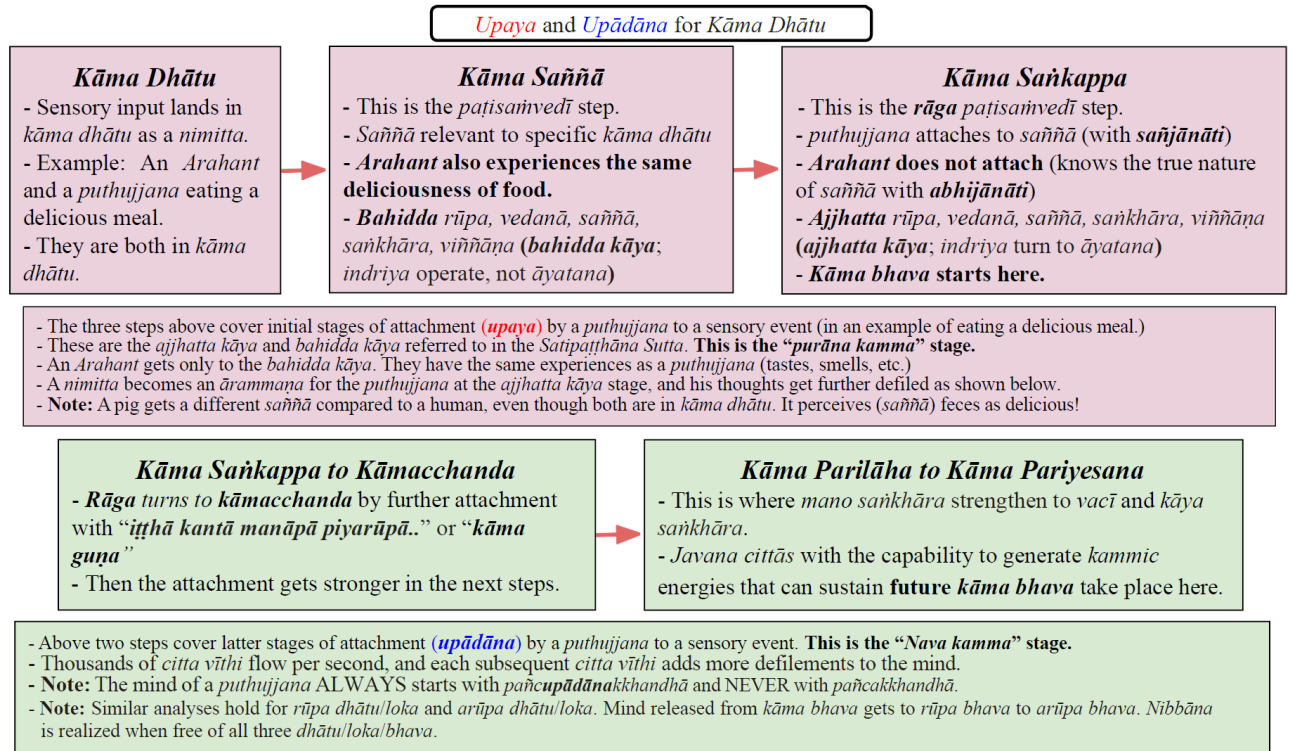 Upaya and Upādāna for Kāma Dhātu
Kāma Dhātu
- Sensory input lands in
kāma dhātu as a nimitta.
- Example: An Arahant
and a puthujjana eating a
delicious meal.
- They are both in kāma
dhātu.
Kāma Saññā
- This is the paṭisaṁvedī step.
- Saññā relevant to specific kāma dhātu
- Arahant also experiences the same
deliciousness of food.
- Bahidda rūpa, vedanā, saññā,
saṅkhāra, viññāṇa (bahidda kāya;
indriya operate, not āyatana)
Kāma Saṅkappa
- This is the rāga paṭisaṁvedī step.
- puthujjana attaches to saññā (with sañjānāti)
- Arahant does not attach (knows the true nature
of saññā with abhijānāti)
- Ajjhatta rūpa, vedanā, saññā, saṅkhāra, viññāṇa
(ajjhatta kāya; indriya turn to āyatana)
- Kāma bhava starts here.
- The three steps above cover initial stages of attachment (upaya) by a puthujjana to a sensory event (in an example of eating a delicious meal.)
- These are the ajjhatta kāya and bahidda kāya referred to in the Satipaṭṭhāna Sutta. This is the “purāna kamma” stage.
- An Arahant gets only to the bahidda kāya. They have the same experiences as a puthujjana (tastes, smells, etc.)
- A nimitta becomes an ārammaṇa for the puthujjana at the ajjhatta kāya stage, and his thoughts get further defiled as shown below.
- Note: A pig gets a different saññā compared to a human, even though both are in kāma dhātu. It perceives (saññā) feces as delicious!
Kāma Saṅkappa to Kāmacchanda
- Rāga turns to kāmacchanda by further attachment
with “iṭṭhā kantā manāpā piyarūpā..” or “kāma
guṇa”
- Then the attachment gets stronger in the next steps.
Kāma Parilāha to Kāma Pariyesana
- This is where mano saṅkhāra strengthen to vacī and kāya
saṅkhāra.
- Javana cittās with the capability to generate kammic
energies that can sustain future kāma bhava take place here.
- Above two steps cover latter stages of attachment (upādāna) by a puthujjana to a sensory event. This is the “Nava kamma” stage.
- Thousands of citta vīthi flow per second, and each subsequent citta vīthi adds more defilements to the mind.
- Note: The mind of a puthujjana ALWAYS starts with pañcupādānakkhandhā and NEVER with pañcakkhandhā.
- Note: Similar analyses hold for rūpa dhātu/loka and arūpa dhātu/loka. Mind released from kāma bhava gets to rūpa bhava to arūpa bhava. Nibbāna
is realized when free of all three dhātu/loka/bhava.